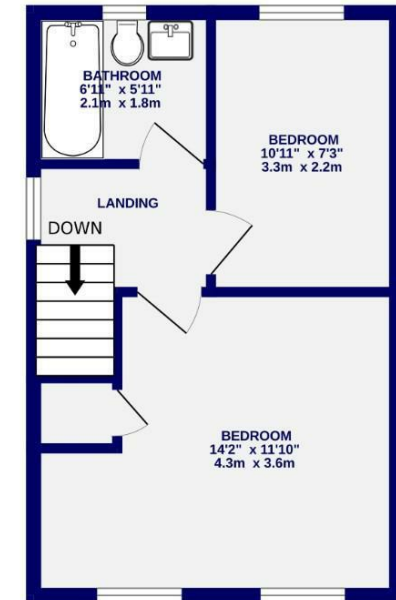 BATHROOM
6'11" x 5'11"
2.1m x 1.8m
BEDROOM
10'11" x 7'3"
3.3m x 2.2m
LANDING
DOWN
BEDROOM
14'2" x 11'10"
4.3m x 3.6m